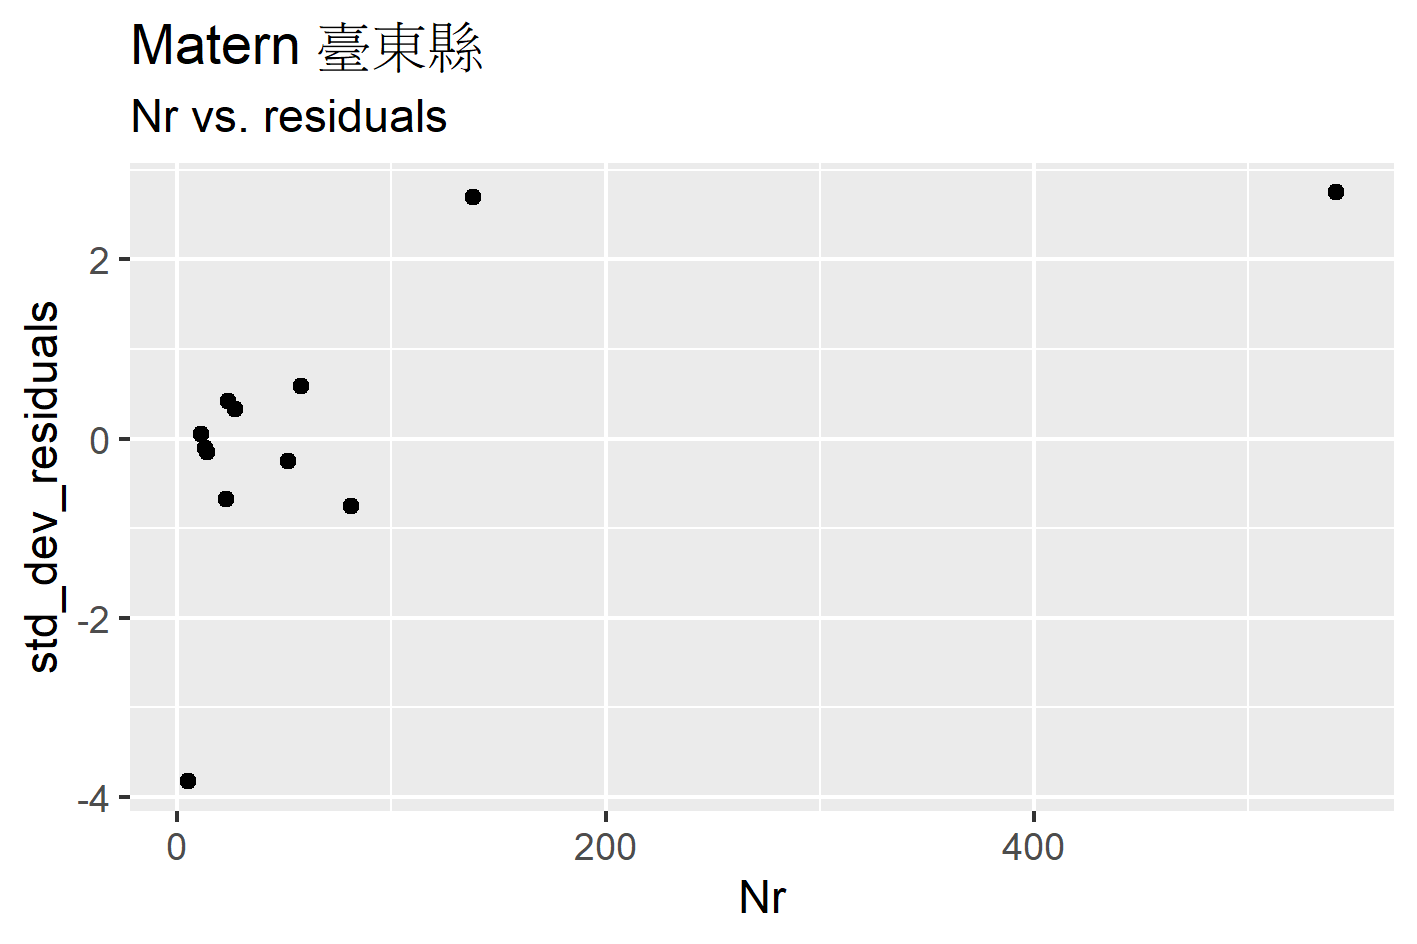 Matern 臺東縣
Nr vs. residuals
std_dev_residuals
2
0
-2
-4
0
200
400
Nr